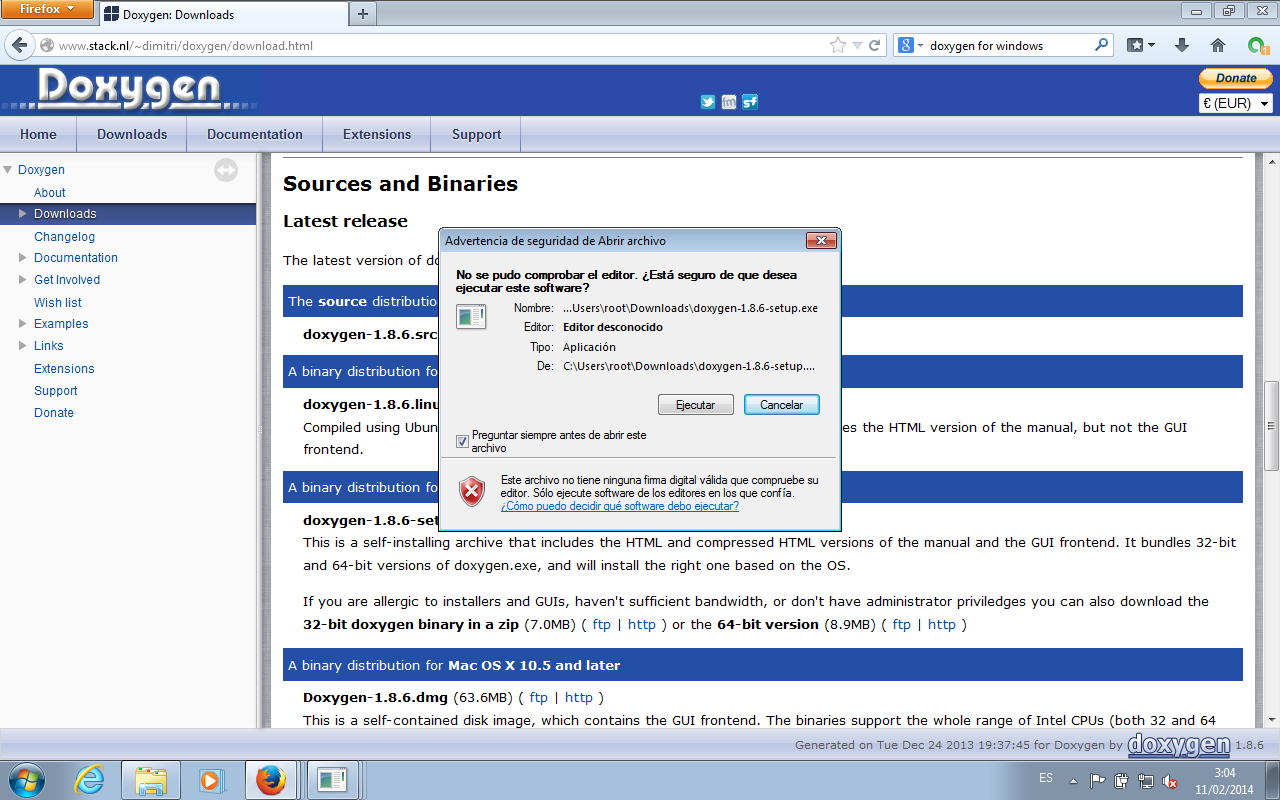 Firefox
Doxygen: Downloads
www.stack.nl/~dimitri/doxygen/download.html
doxygen for windows
Doxygen
Donate
€ (EUR)
Home
Downloads
Documentation
Extensions
Support
Doxygen
About
Downloads
Changelog
Documentation
Get Involved
Wish list
Examples
Links
Extensions
Support
Donate
Sources and Binaries
Latest release
The latest version of do
The source distributio
doxygen-1.8.6.src
A binary distribution fo
doxygen-1.8.6.linu
Compiled using Ubun
es the HTML version of the manual, but not the GUI
frontend.
A binary distribution fo
doxygen-1.8.6-set
This is a self-installing archive that includes the HTML and compressed HTML versions of the manual and the GUI frontend. It bundles 32-bit
and 64-bit versions of doxygen.exe, and will install the right one based on the OS.
If you are allergic to installers and GUIs, haven't sufficient bandwidth, or don't have administrator priviledges you can also download the
32-bit doxygen binary in a zip (7.0MB) ( ftp | http ) or the 64-bit version (8.9MB) ( ftp | http )
A binary distribution for Mac OS X 10.5 and later
Doxygen-1.8.6.dmg (63.6MB) ( ftp | http )
This is a self-contained disk image, which contains the GUI frontend. The binaries support the whole range of Intel CPUs (both 32 and 64
Advertencia de seguridad de Abrir archivo
No se pudo comprobar el editor. ¿Está seguro de que desea
ejecutar este software?
Nombre: ...Users\root\Downloads\doxygen-1.8.6-setup.exe
Editor: Editor desconocido
Tipo: Aplicación
De: C:\Users\root\Downloads\doxygen-1.8.6-setup....
Ejecutar
Cancelar
Preguntar siempre antes de abrir este
archivo
Este archivo no tiene ninguna firma digital válida que compruebe su
editor. Sólo ejecute software de los editores en los que confía.
¿Cómo puedo decidir qué software debo ejecutar?
Generated on Tue Dec 24 2013 19:37:45 for Doxygen by doxygen 1.8.6
ES
3:04
11/02/2014